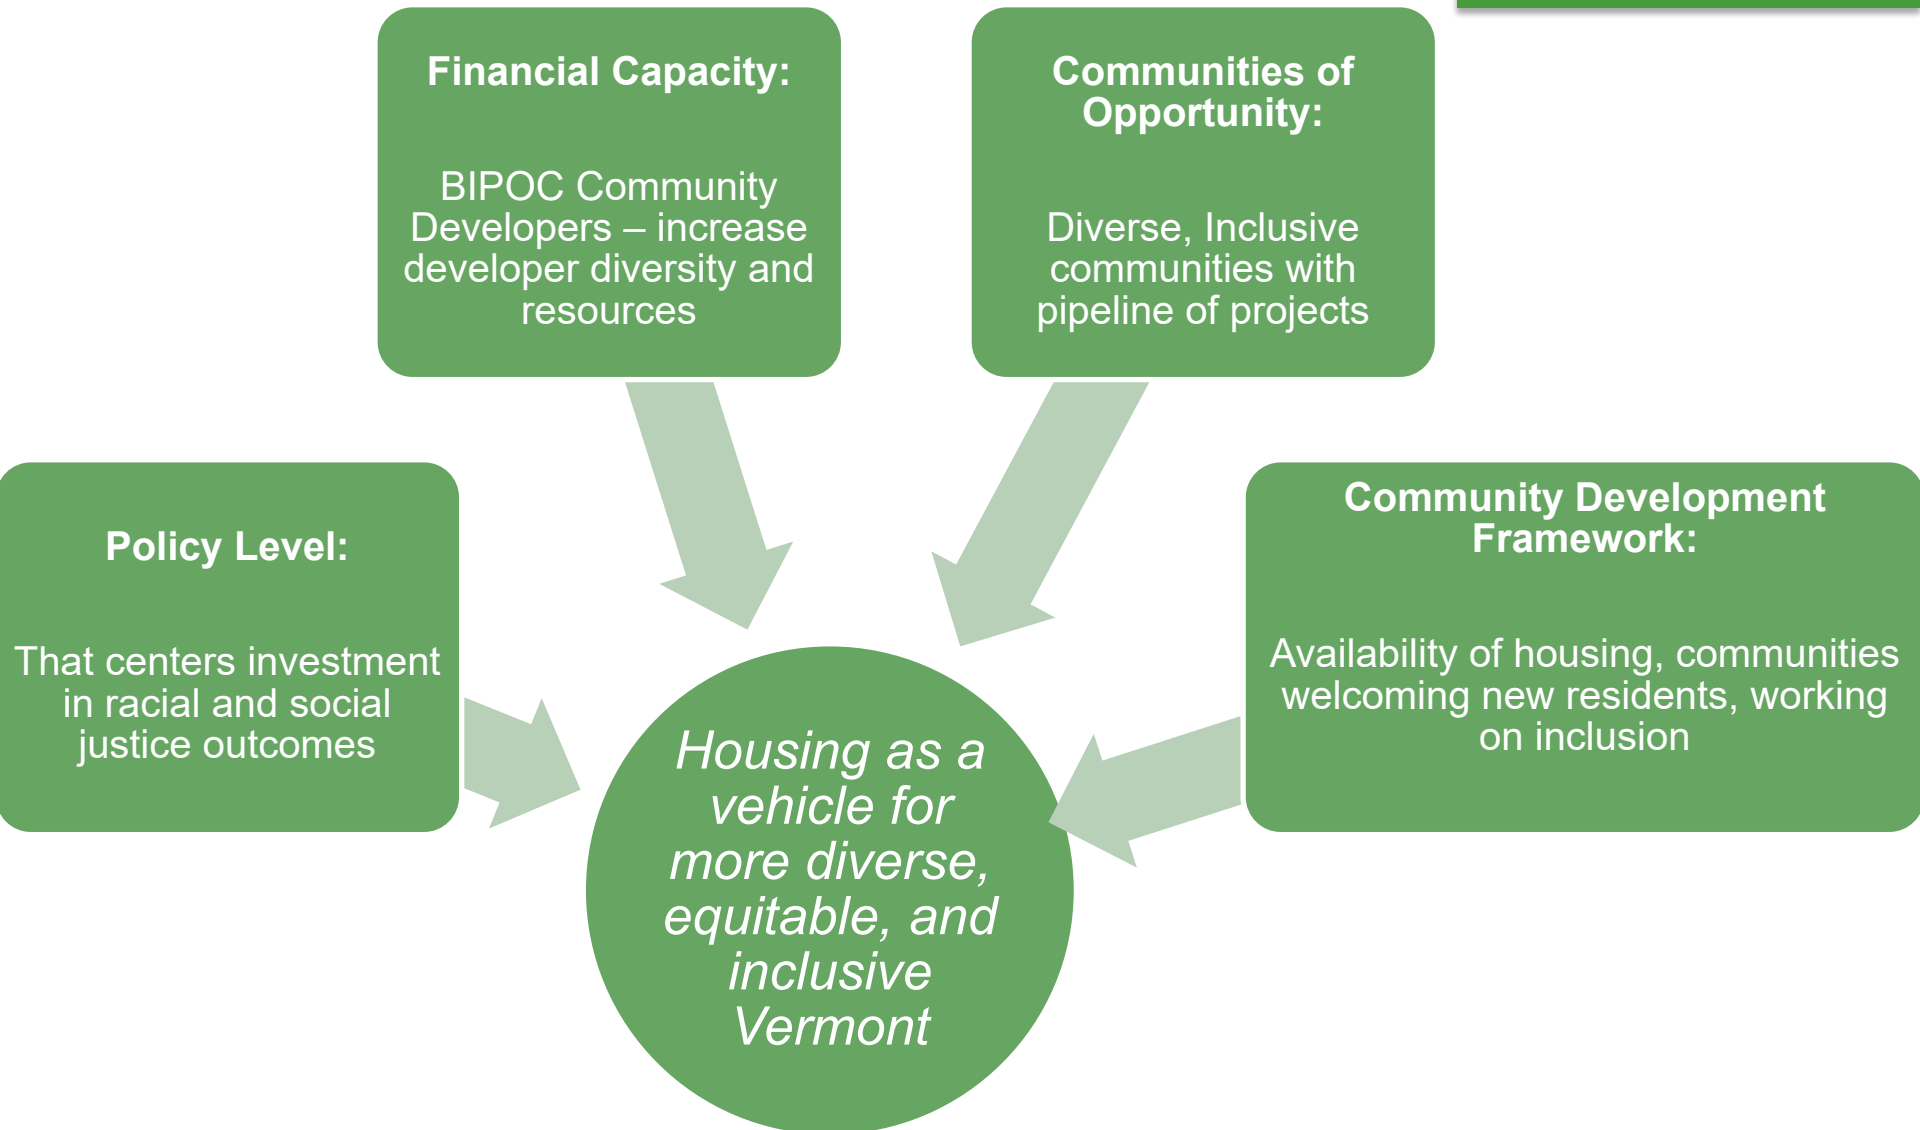 Financial Capacity:
BIPOC Community
Developers – increase
developer diversity and
resources
Communities of
Opportunity:
Diverse, Inclusive
communities with
pipeline of projects
Policy Level:
That centers investment
in racial and social
justice outcomes
Community Development
Framework:
Availability of housing, communities
welcoming new residents, working
on inclusion
Housing as a
vehicle for
more diverse,
equitable, and
inclusive
Vermont